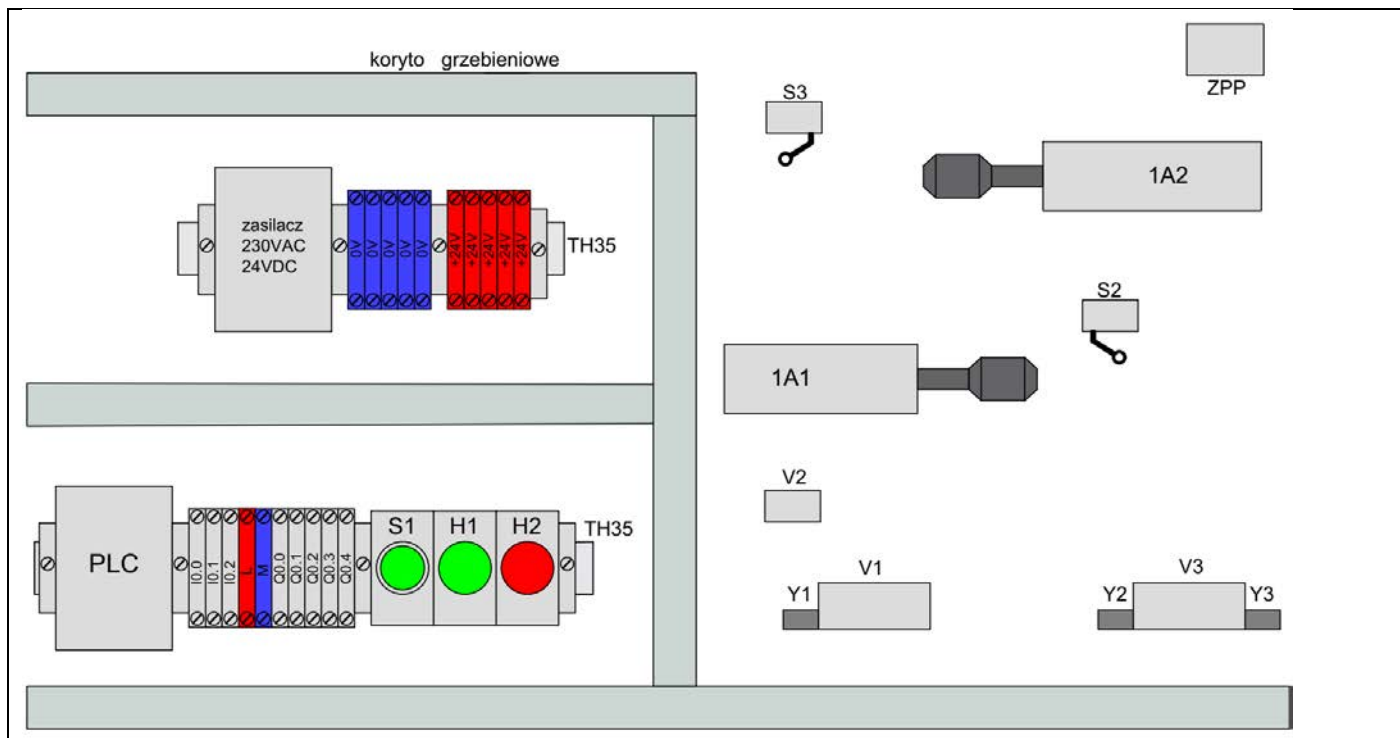 koryto grzebieniowe
ZPP
S3
1A2
zasilacz
230VAC
24VDC
0V
0V
0V
0V
0V
+24V
+24V
+24V
+24V
+24V
TH35
S2
1A1
V2
PLC
I0.0
I0.1
I0.2
L
M
Q0.0
Q0.1
Q0.2
Q0.3
Q0.4
S1
H1
H2
TH35
V1
Y1
V3
Y2
Y3